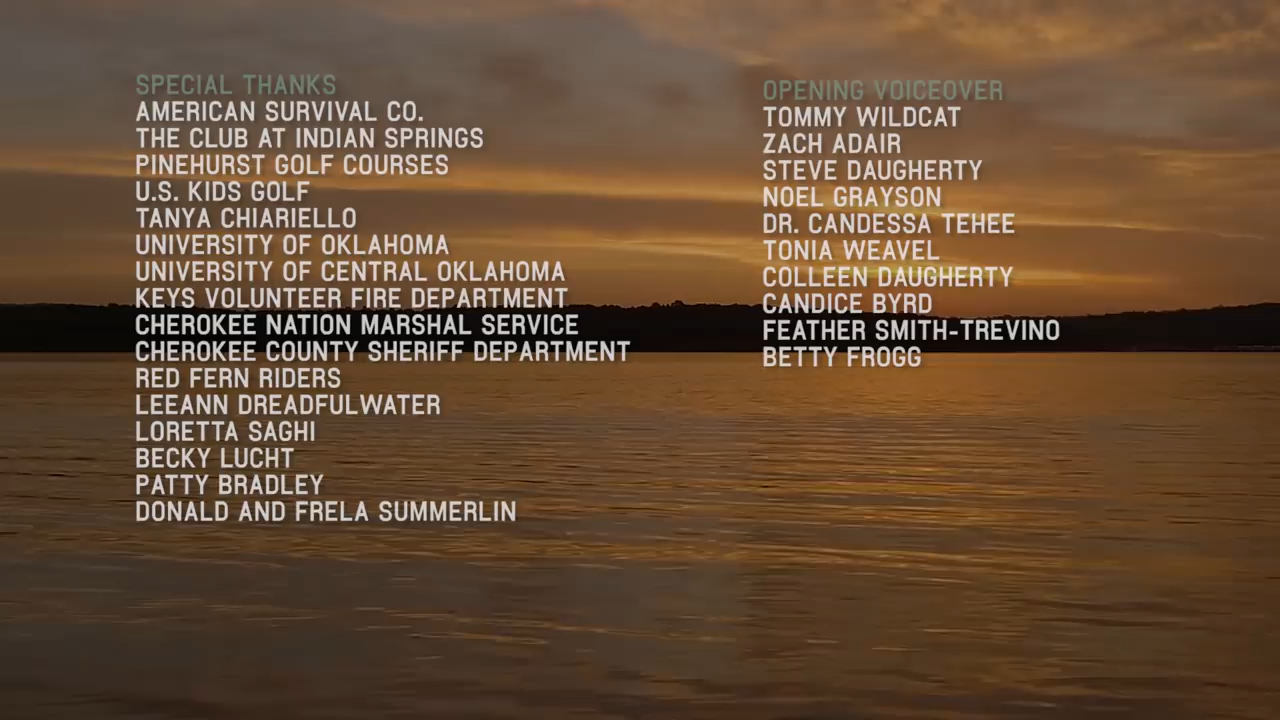 SPECIAL THANKS
AMERICAN SURVIVAL CO.
THE CLUB AT INDIAN SPRINGS
PINEHURST GOLF COURSES
U.S. KIDS GOLF
TANYA CHIARIELLO
UNIVERSITY OF OKLAHOMA
UNIVERSITY OF CENTRAL OKLAHOMA
KEYS VOLUNTEER FIRE DEPARTMENT
CHEROKEE NATION MARSHAL SERVICE
CHEROKEE COUNTY SHERIFF DEPARTMENT
RED FERN RIDERS
LEEANN DREADFULWATER
LORETTA SAGHI
BECKY LUCHT
PATTY BRADLEY
DONALD AND FRELA SUMMERLIN
OPENING VOICEOVER
TOMMY WILDCAT
ZACH ADAIR
STEVE DAUGHERTY
NOEL GRAYSON
DR. CANDESSA TEHEE
TONIA WEAVEL
COLLEEN DAUGHERTY
CANDICE BYRD
FEATHER SMITH-TREVINO
BETTY FROGG